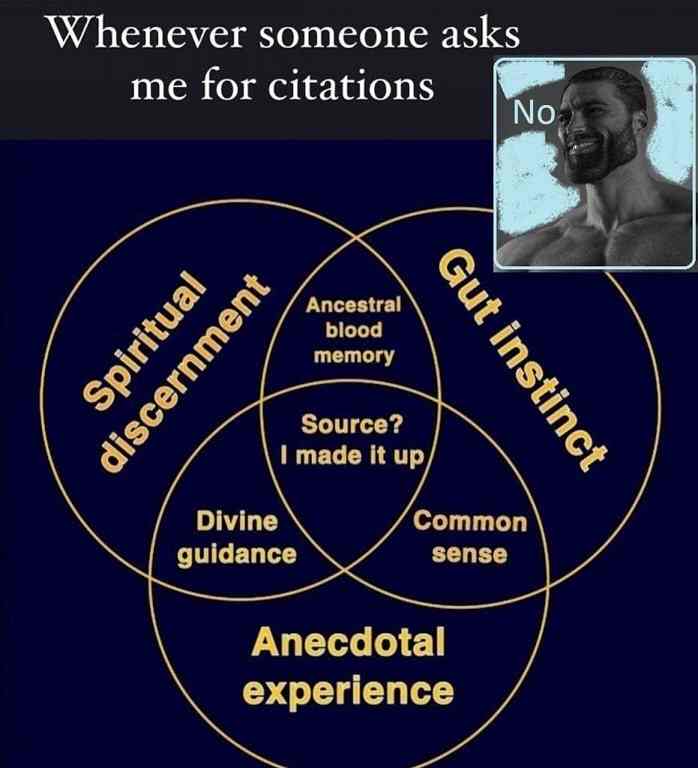 Whenever someone asks
me for citations
No
Spiritual
discernment
Gut instinct
Ancestral
blood
memory
Source?
I made it up
Divine
guidance
Common
sense
Anecdotal
experience